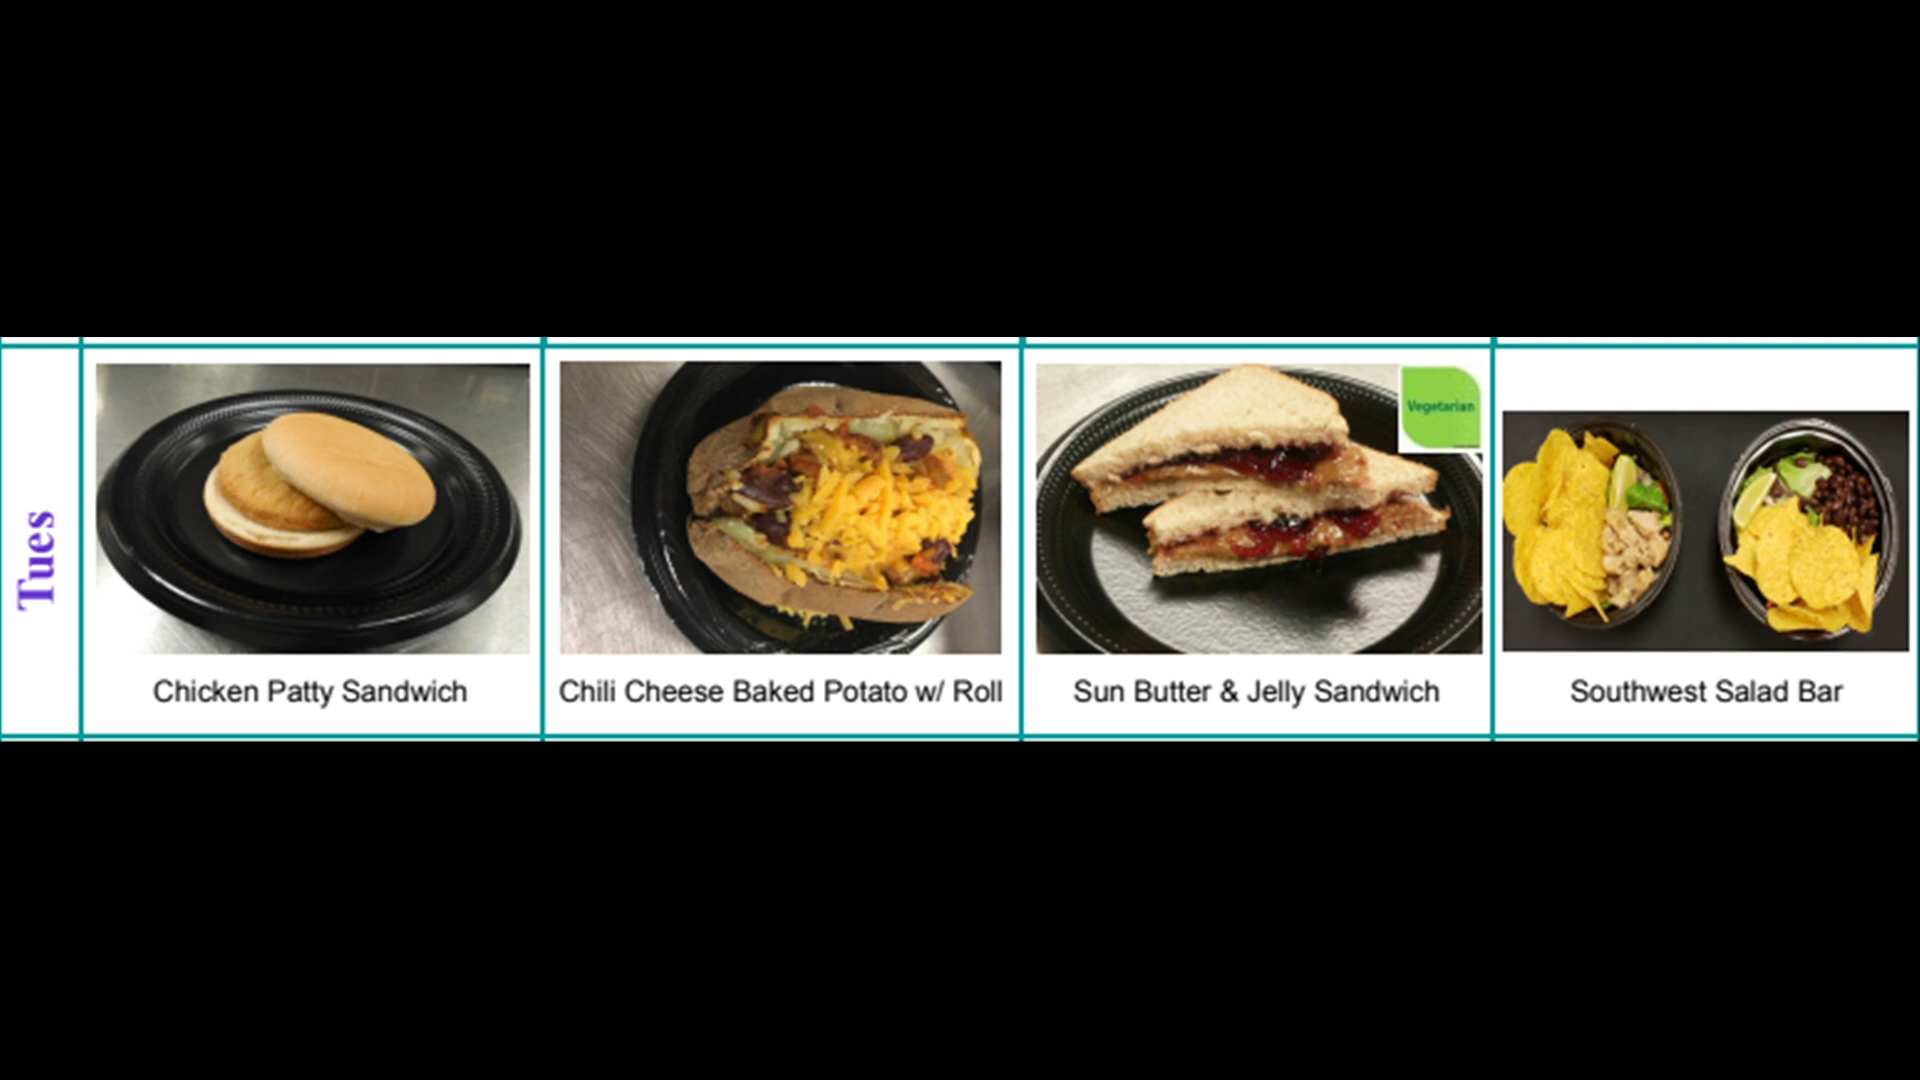 Tues
Chicken Patty Sandwich
Chili Cheese Baked Potato w/ Roll
Vegetarian
Sun Butter & Jelly Sandwich
Southwest Salad Bar